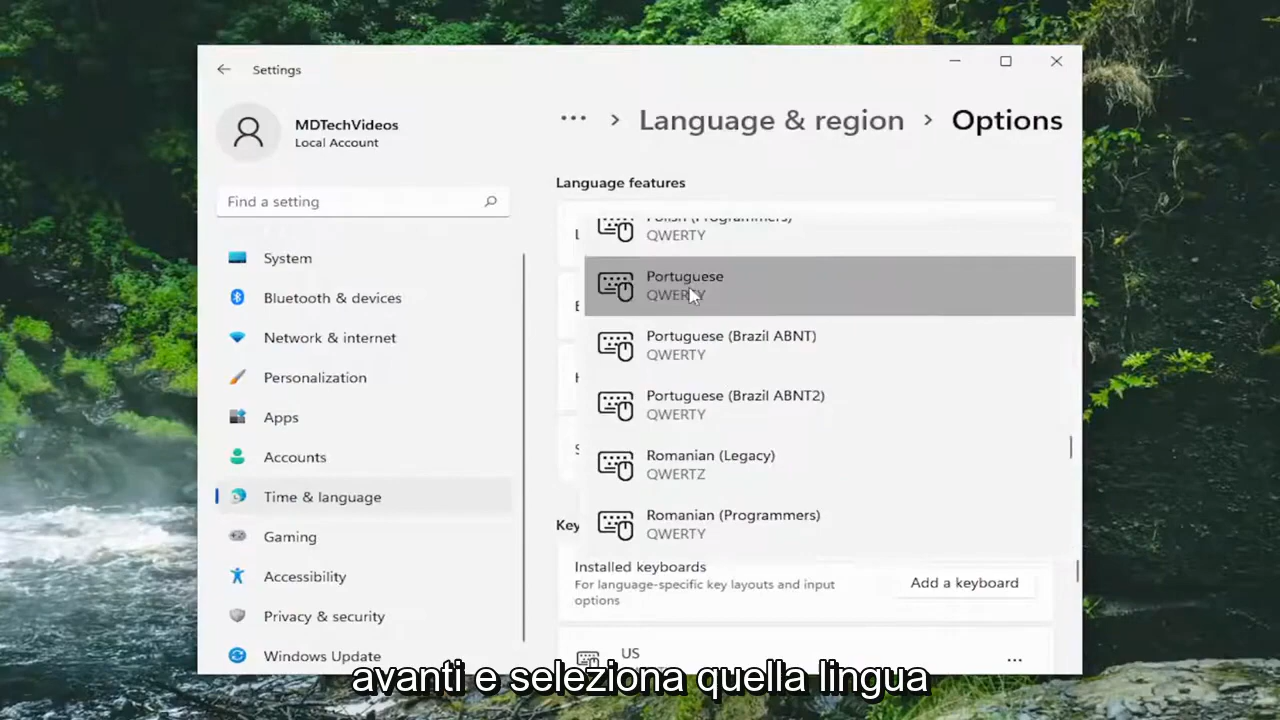 Settings
MDTechVideos
Local Account
Find a setting
System
Bluetooth & devices
Network & internet
Personalization
Apps
Accounts
Time & language
Gaming
Accessibility
Privacy & security
Windows Update
··· > Language & region > Options
Language features
Polish (Programmers)
QWERTY
Portuguese
QWERTY
Portuguese (Brazil ABNT)
QWERTY
Portuguese (Brazil ABNT2)
QWERTY
Romanian (Legacy)
QWERTZ
Romanian (Programmers)
QWERTY
Key
Installed keyboards
For language-specific key layouts and input
options
Add a keyboard
US
avanti e seleziona quella lingua